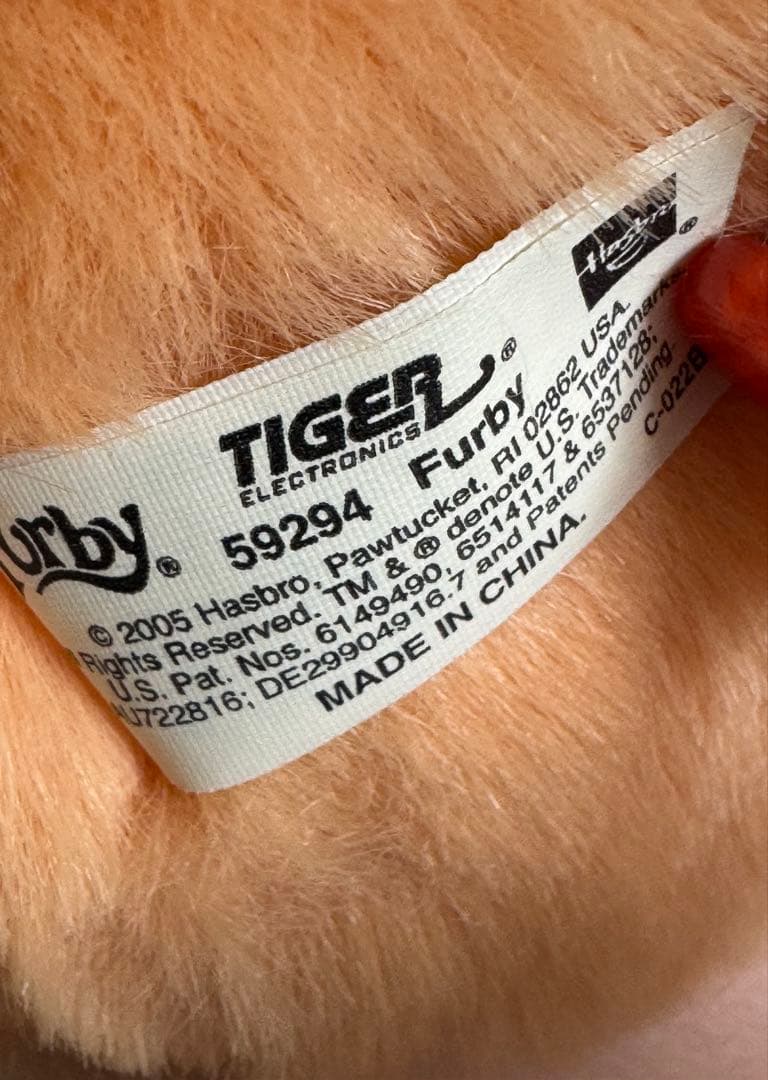 Hasbro ®
TIGER ®
ELECTRONICS
urby ®
59294 Furby
© 2005 Hasbro, Pawtucket, RI 02862 USA.
Rights Reserved. TM & ® denote U.S. Trademarks.
U.S. Pat. Nos. 6149490, 6514117 & 6537128;
AU722816; DE29904916.7 and Patents Pending.
MADE IN CHINA.
C-022B